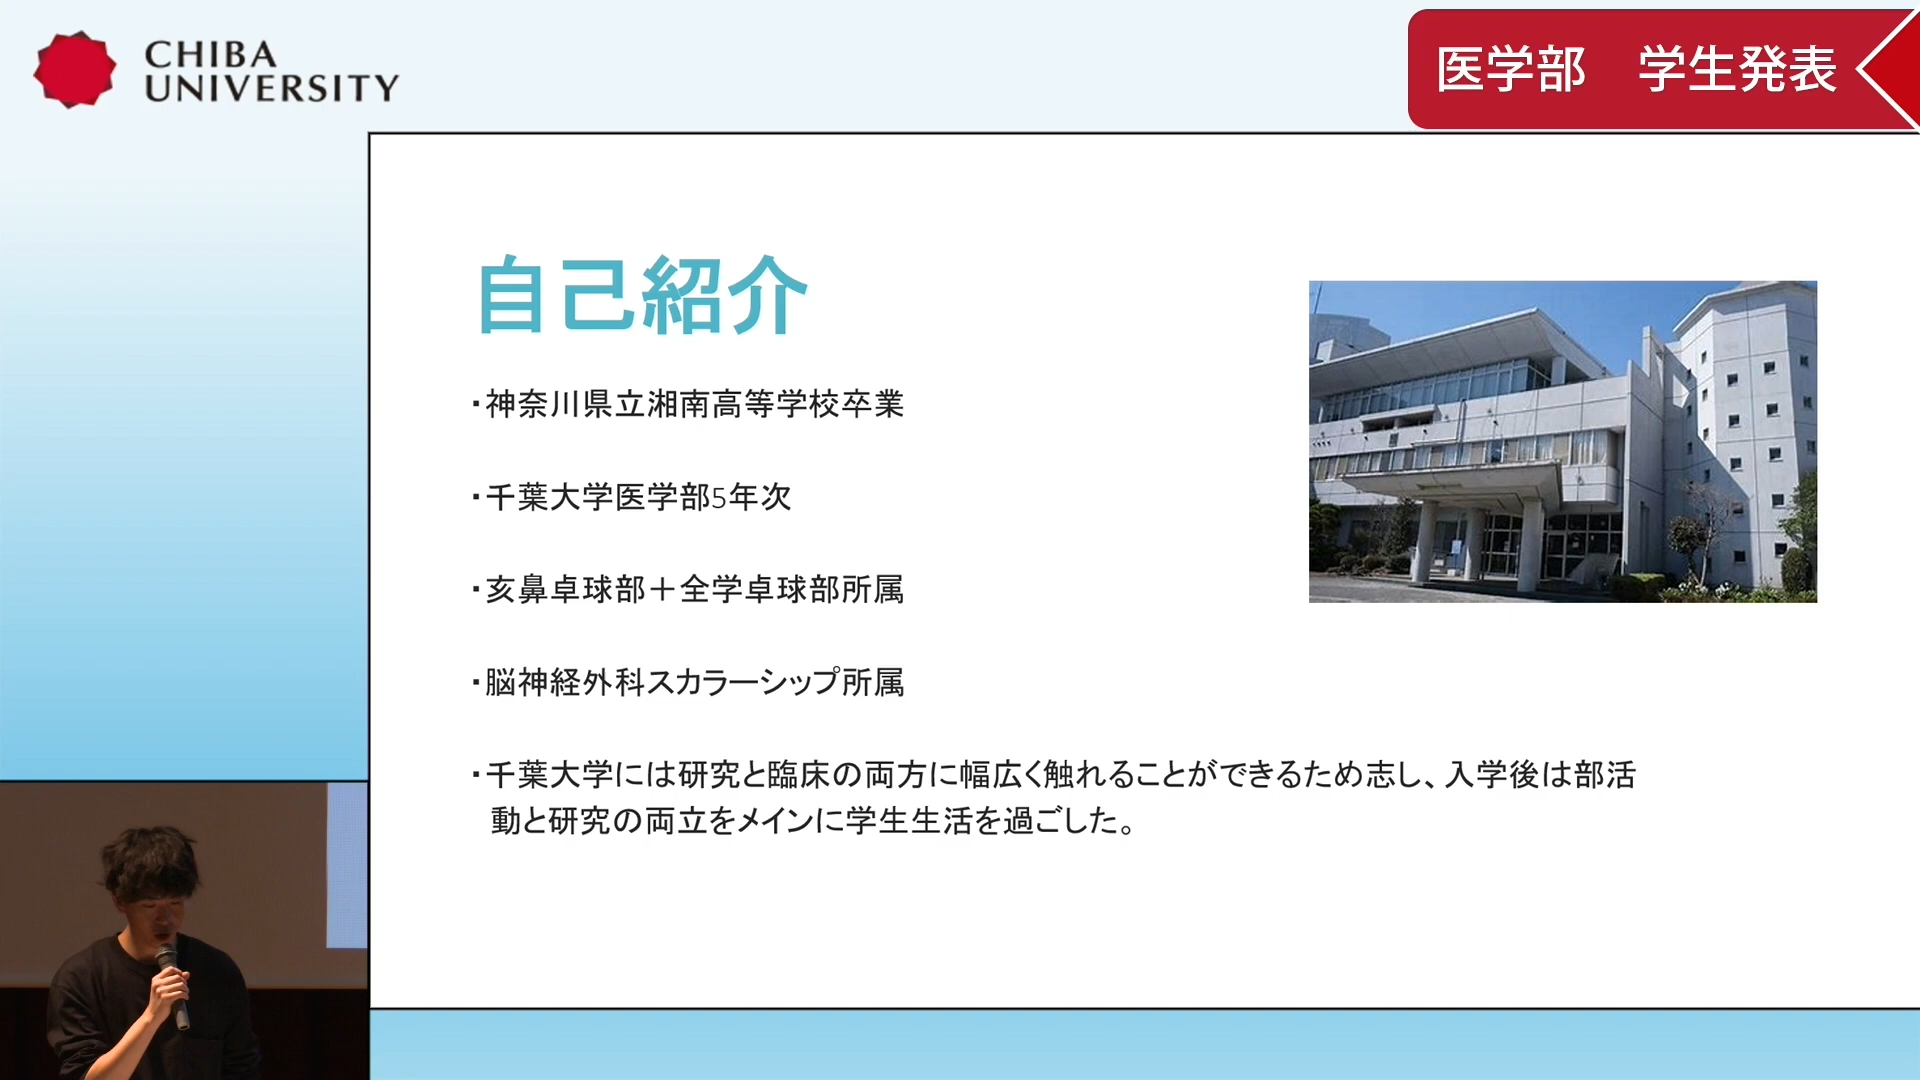 CHIBA
UNIVERSITY
医学部　学生発表
自己紹介
・神奈川県立湘南高等学校卒業
・千葉大学医学部5年次
・亥鼻卓球部＋全学卓球部所属
・脳神経外科スカラーシップ所属
・千葉大学には研究と臨床の両方に幅広く触れることができるため志し、入学後は部活
動と研究の両立をメインに学生生活を過ごした。